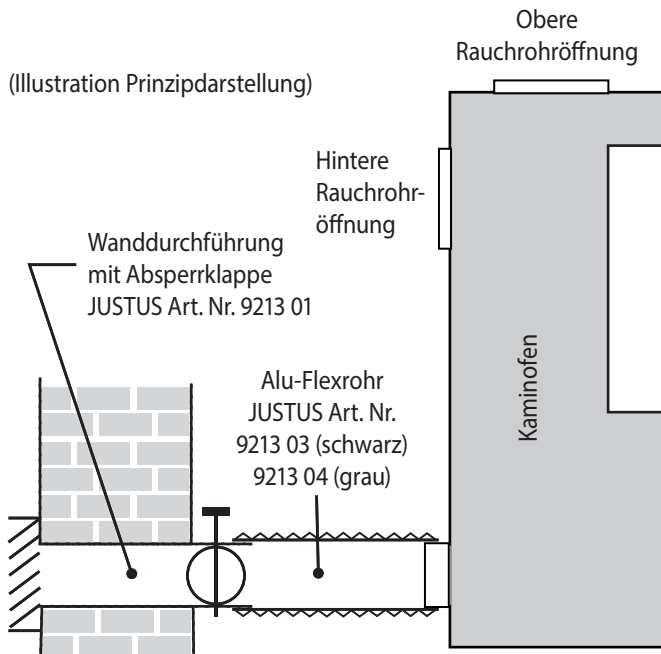 Obere
Rauchrohröffnung
(Illustration Prinzipdarstellung)
Hintere
Rauchrohr-
öffnung
Wanddurchführung
mit Absperrklappe
JUSTUS Art. Nr. 9213 01
Alu-Flexrohr
JUSTUS Art. Nr.
9213 03 (schwarz)
9213 04 (grau)
Kaminofen